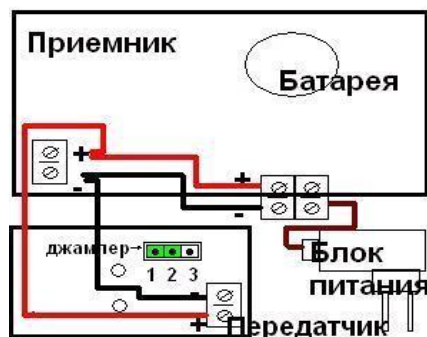 Приемник
Батарея
+
-
+
-
джампер→
1 2 3
-
+
Блок
питания
Передатчик